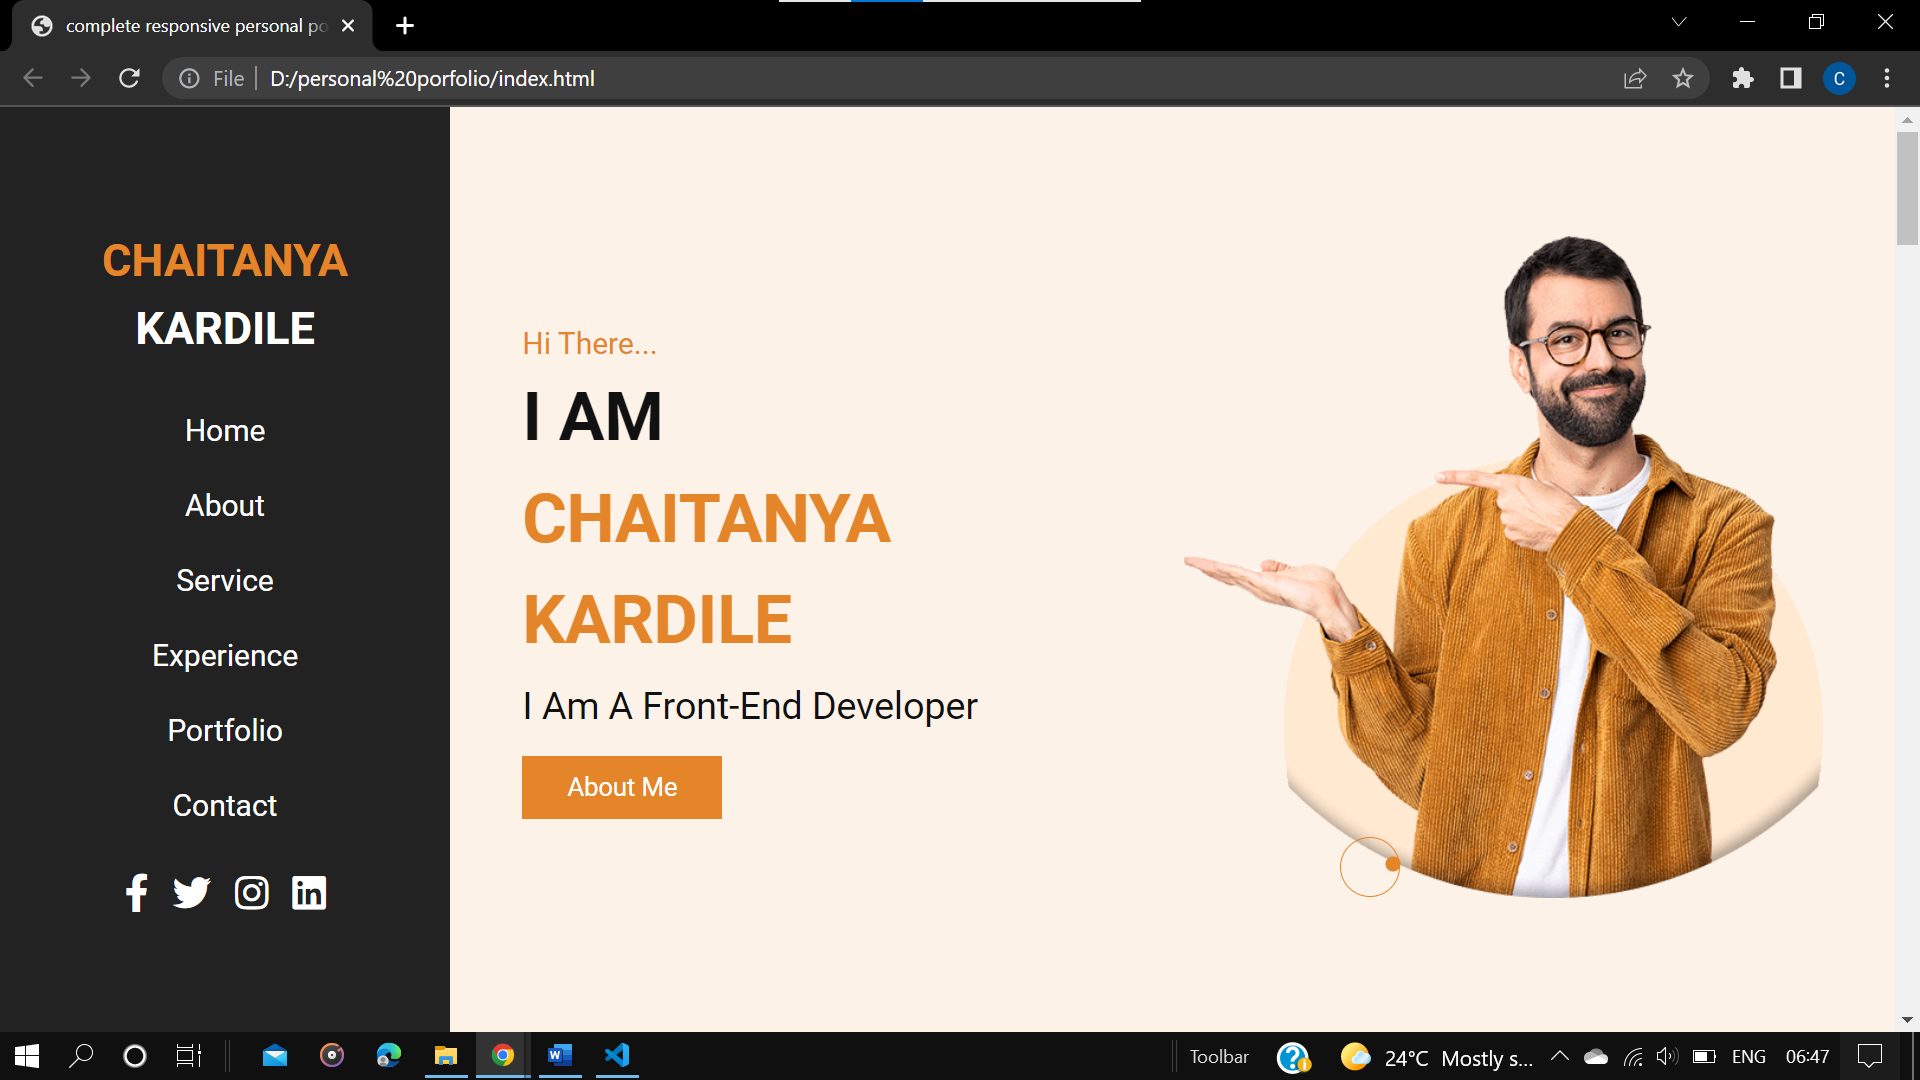 complete responsive personal po
File
D:/personal%20porfolio/index.html
C
CHAITANYA
KARDILE
Home
About
Service
Experience
Portfolio
Contact
Hi There...
I AM
CHAITANYA
KARDILE
I Am A Front-End Developer
About Me
Toolbar
24°C Mostly s...
ENG
06:47